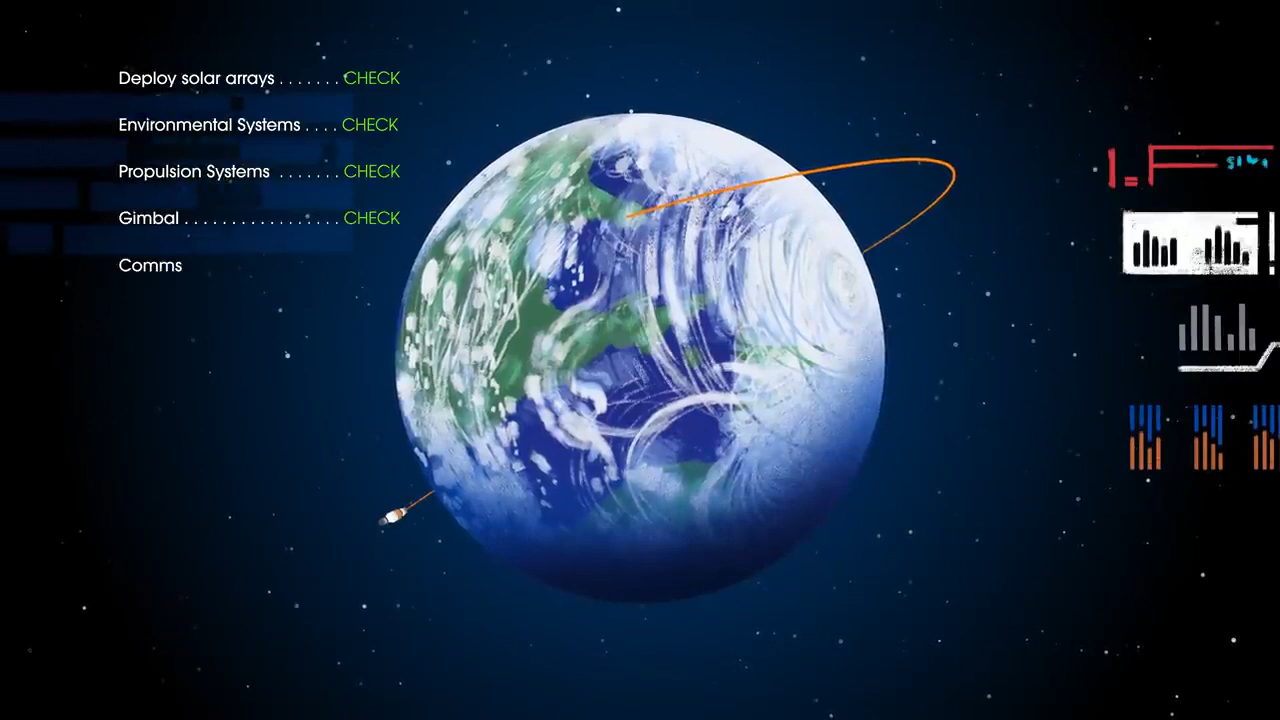 Deploy solar arrays . . . . . . . CHECK
Environmental Systems . . . . CHECK
Propulsion Systems . . . . . . . CHECK
Gimbal . . . . . . . . . . . . . . . . . CHECK
Comms